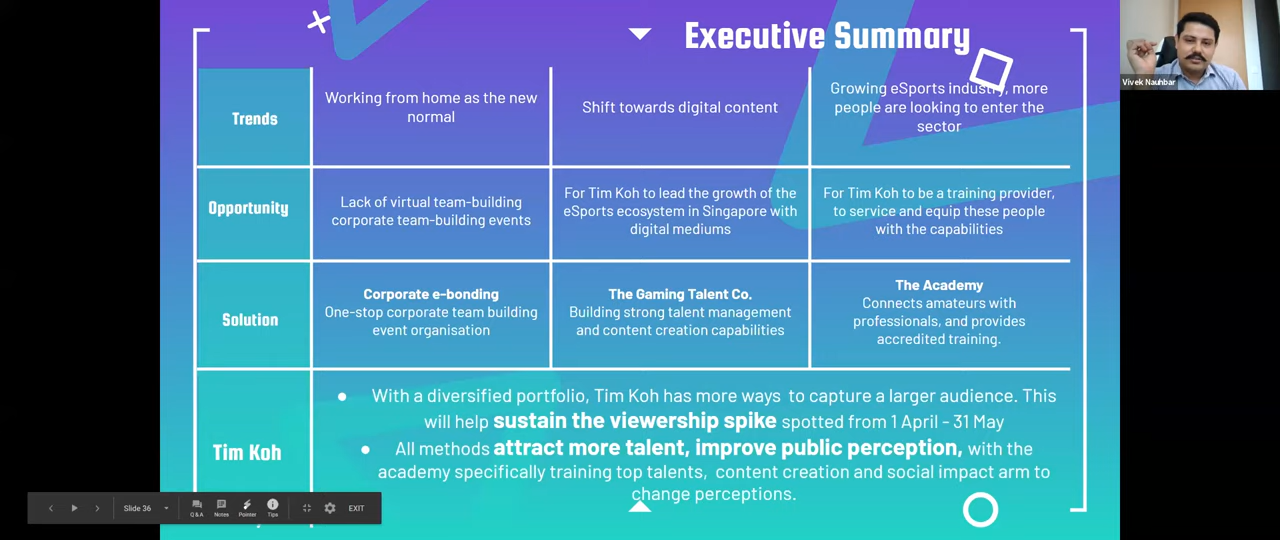 Executive Summary
Vivek Nauhbar
Trends
Working from home as the new
normal
Shift towards digital content
Growing eSports industry, more
people are looking to enter the
sector
Opportunity
Lack of virtual team-building
corporate team-building events
For Tim Koh to lead the growth of the
eSports ecosystem in Singapore with
digital mediums
For Tim Koh to be a training provider,
to service and equip these people
with the capabilities
Solution
Corporate e-bonding
One-stop corporate team building
event organisation
The Gaming Talent Co.
Building strong talent management
and content creation capabilities
The Academy
Connects amateurs with
professionals, and provides
accredited training.
Tim Koh
● With a diversified portfolio, Tim Koh has more ways to capture a larger audience. This
will help sustain the viewership spike spotted from 1 April - 31 May
● All methods attract more talent, improve public perception, with the
academy specifically training top talents, content creation and social impact arm to
change perceptions.
Slide 36
Q & A
Notes
Pointer
Tips
EXIT